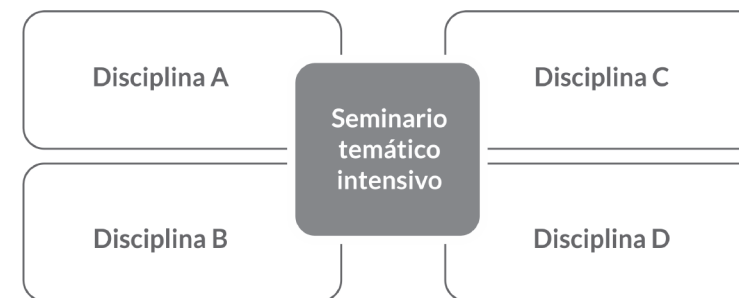 Disciplina A
Disciplina C
Seminario
temático
intensivo
Disciplina B
Disciplina D